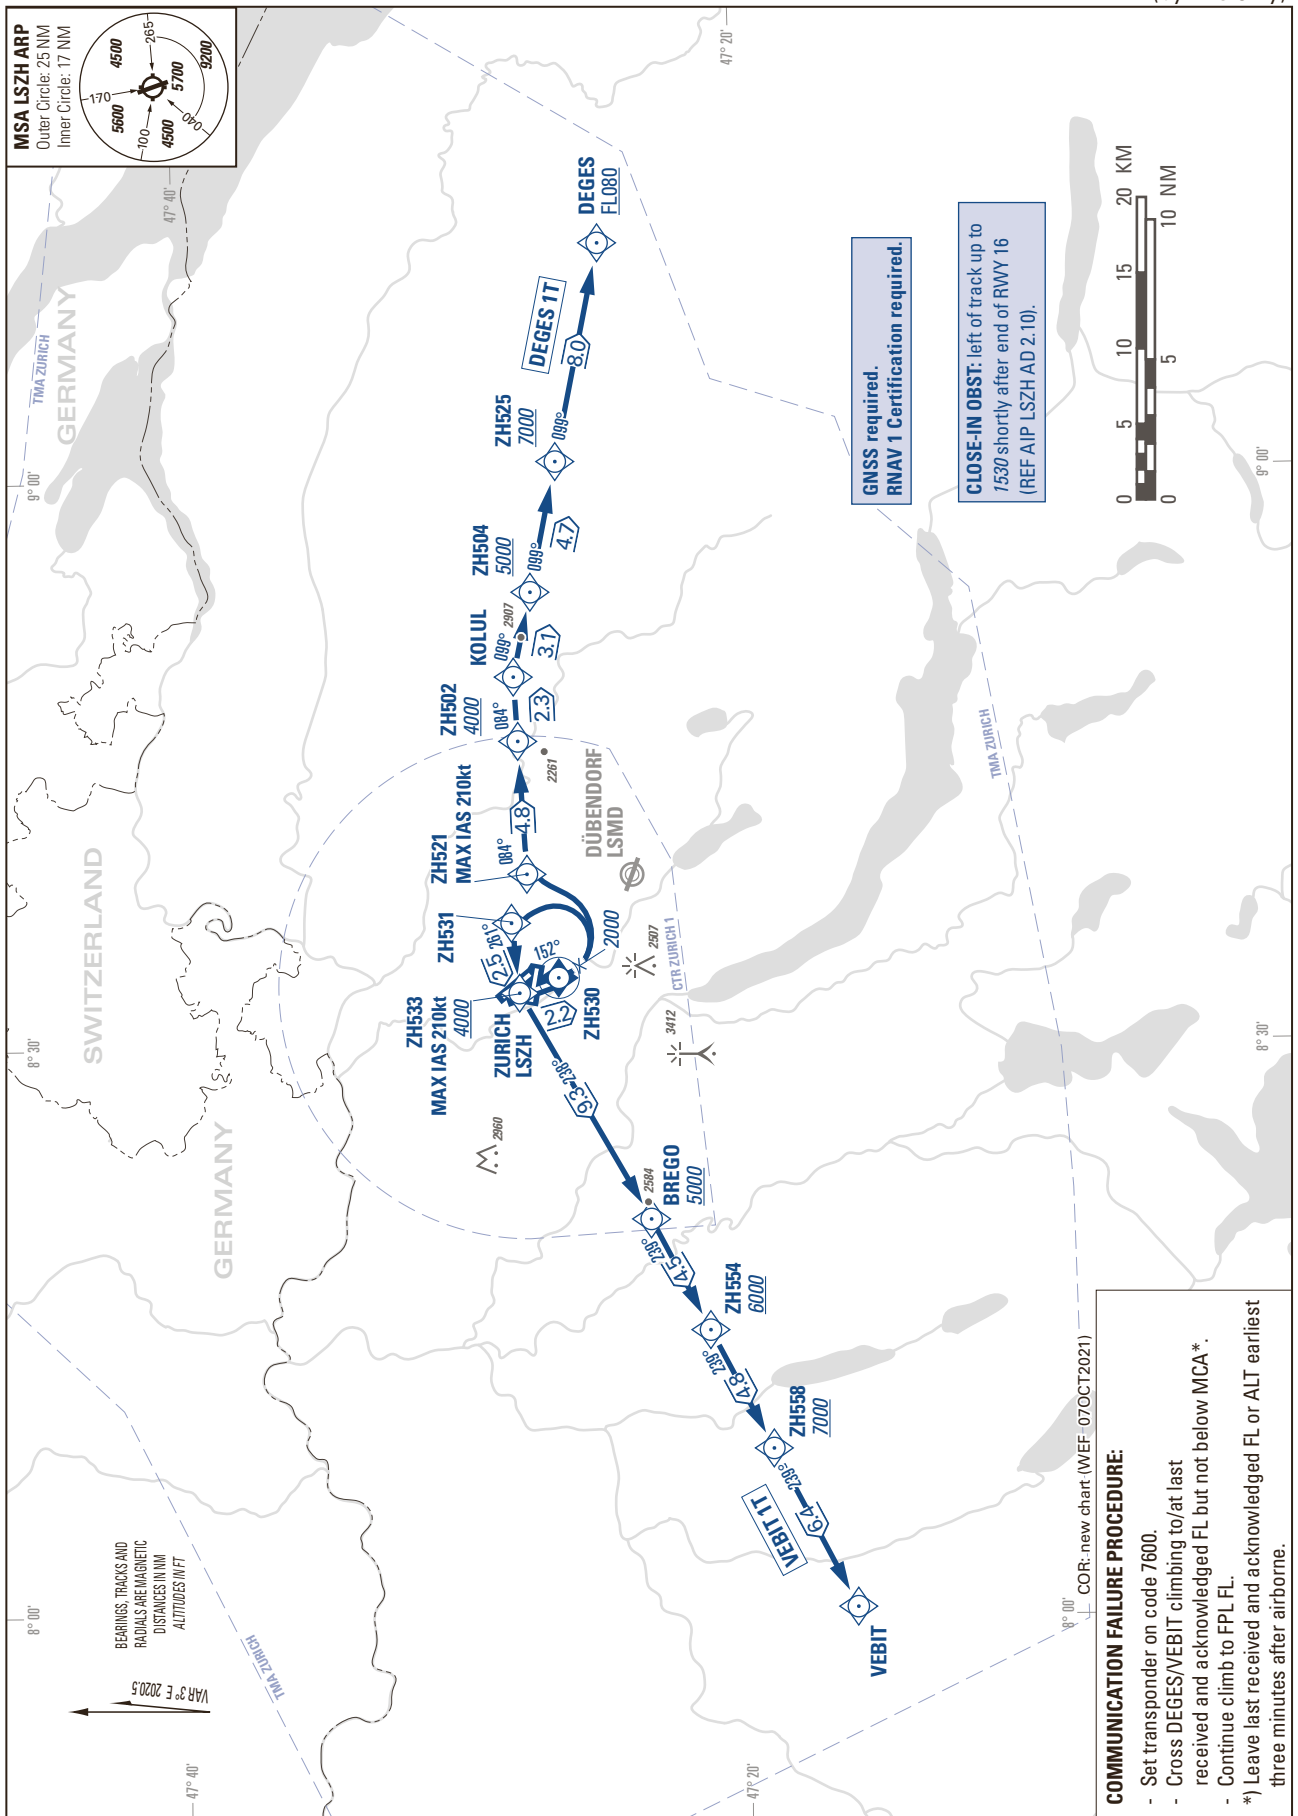 MSA LSZH ARP
Outer Circle: 25 NM
Inner Circle: 17 NM
170
4500
265
5600
5700
9200
100
4500
040
47° 20'
47° 40'
TMA ZURICH
GERMANY
9° 00'
SWITZERLAND
8° 30'
GERMANY
8° 00'
47° 40'
BEARINGS, TRACKS AND
RADIALS ARE MAGNETIC
DISTANCES IN NM
ALTITUDES IN FT
VAR 3° E 2020.5
TMA ZURICH
DEGES
FL080
DEGES 1T
8.0
099°
ZH525
7000
4.7
099°
ZH504
5000
2907
3.1
099°
KOLUL
2.3
084°
ZH502
4000
2261
4.8
084°
ZH521
MAX IAS 210kt
DÜBENDORF
LSMD
ZH531
261°
2.5
152°
2000
2507
CTR ZURICH 1
ZH533
MAX IAS 210kt
4000
ZURICH
LSZH
2.2
ZH530
3412
2960
238°
9.3
2584
BREGO
5000
239°
4.5
ZH554
6000
239°
4.8
ZH558
7000
239°
6.4
VEBIT 1T
VEBIT
TMA ZURICH
GNSS required.
RNAV 1 Certification required.
CLOSE-IN OBST: left of track up to
1530 shortly after end of RWY 16
(REF AIP LSZH AD 2.10).
0 5 10 15 20 KM
0 5 10 NM
9° 00'
8° 30'
8° 00'
47° 20'
COR: new chart (WEF 07OCT2021)
COMMUNICATION FAILURE PROCEDURE:
- Set transponder on code 7600.
- Cross DEGES/VEBIT climbing to/at last
received and acknowledged FL but not below MCA*.
- Continue climb to FPL FL.
*) Leave last received and acknowledged FL or ALT earliest
three minutes after airborne.